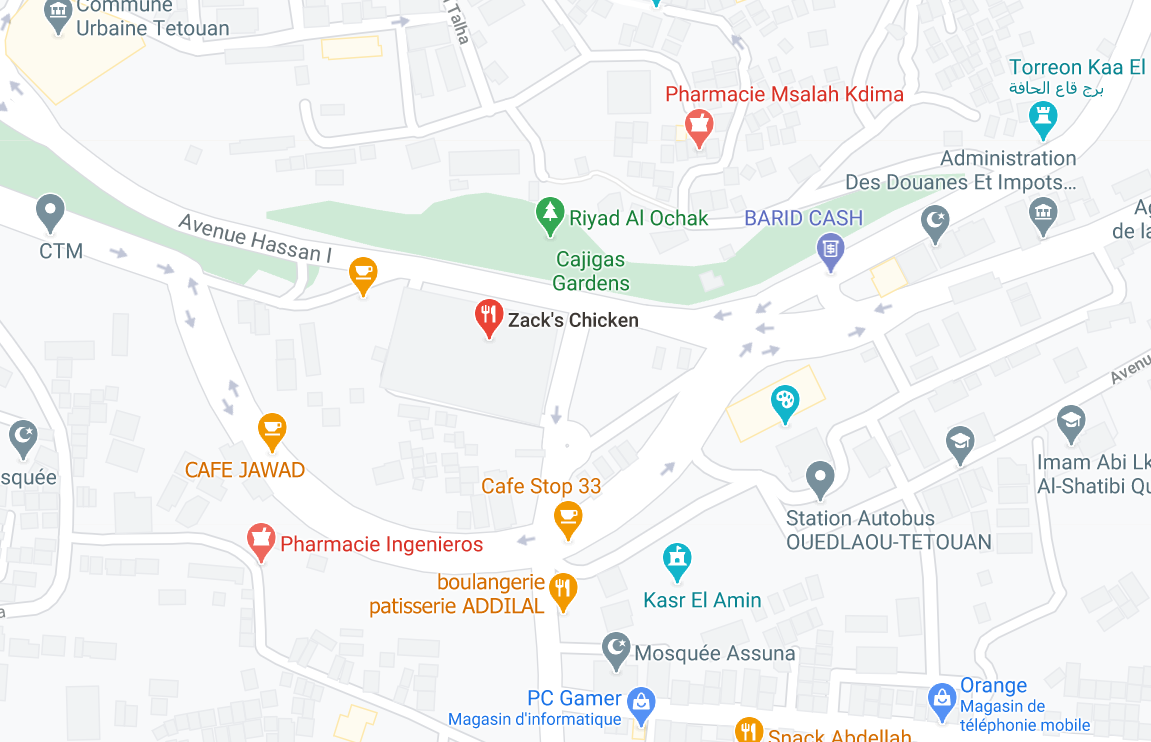 Commune
Urbaine Tetouan
Talha
Torreon Kaa El
برج قاع الحافة
Pharmacie Msalah Kdima
Administration
Des Douanes Et Impots...
Riyad Al Ochak
BARID CASH
de la
CTM
Avenue Hassan I
Cajigas
Gardens
Zack's Chicken
Avenu
CAFE JAWAD
squée
Imam Abi Lk
Al-Shatibi Qu
Cafe Stop 33
Station Autobus
OUEDLAOU-TETOUAN
Pharmacie Ingenieros
boulangerie
patisserie ADDILAL
Kasr El Amin
Mosquée Assuna
PC Gamer
Magasin d'informatique
Orange
Magasin de
téléphonie mobile
Snack Abdellah